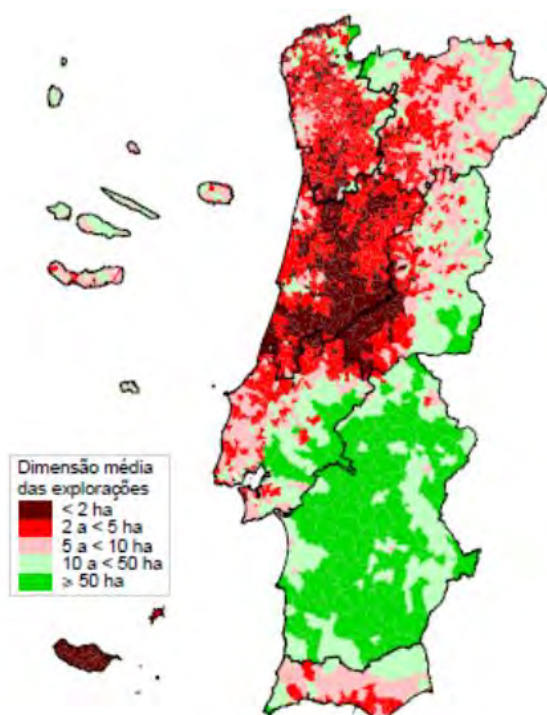 Dimensão média
das explorações
< 2 ha
2 a < 5 ha
5 a < 10 ha
10 a < 50 ha
≥ 50 ha